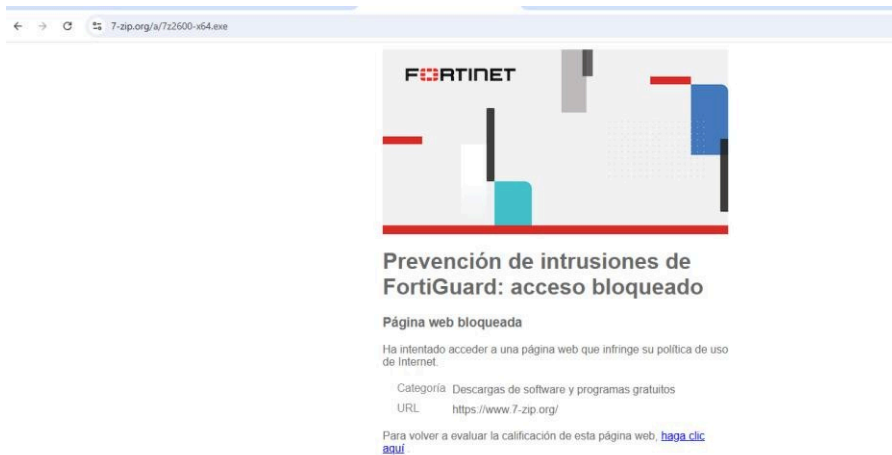 7-zip.org/a/7z2600-x64.exe
FORTINET
Prevención de intrusiones de
FortiGuard: acceso bloqueado
Página web bloqueada
Ha intentado acceder a una página web que infringe su política de uso
de Internet.
Categoría Descargas de software y programas gratuitos
URL https://www.7-zip.org/
Para volver a evaluar la calificación de esta página web, haga clic
aquí .